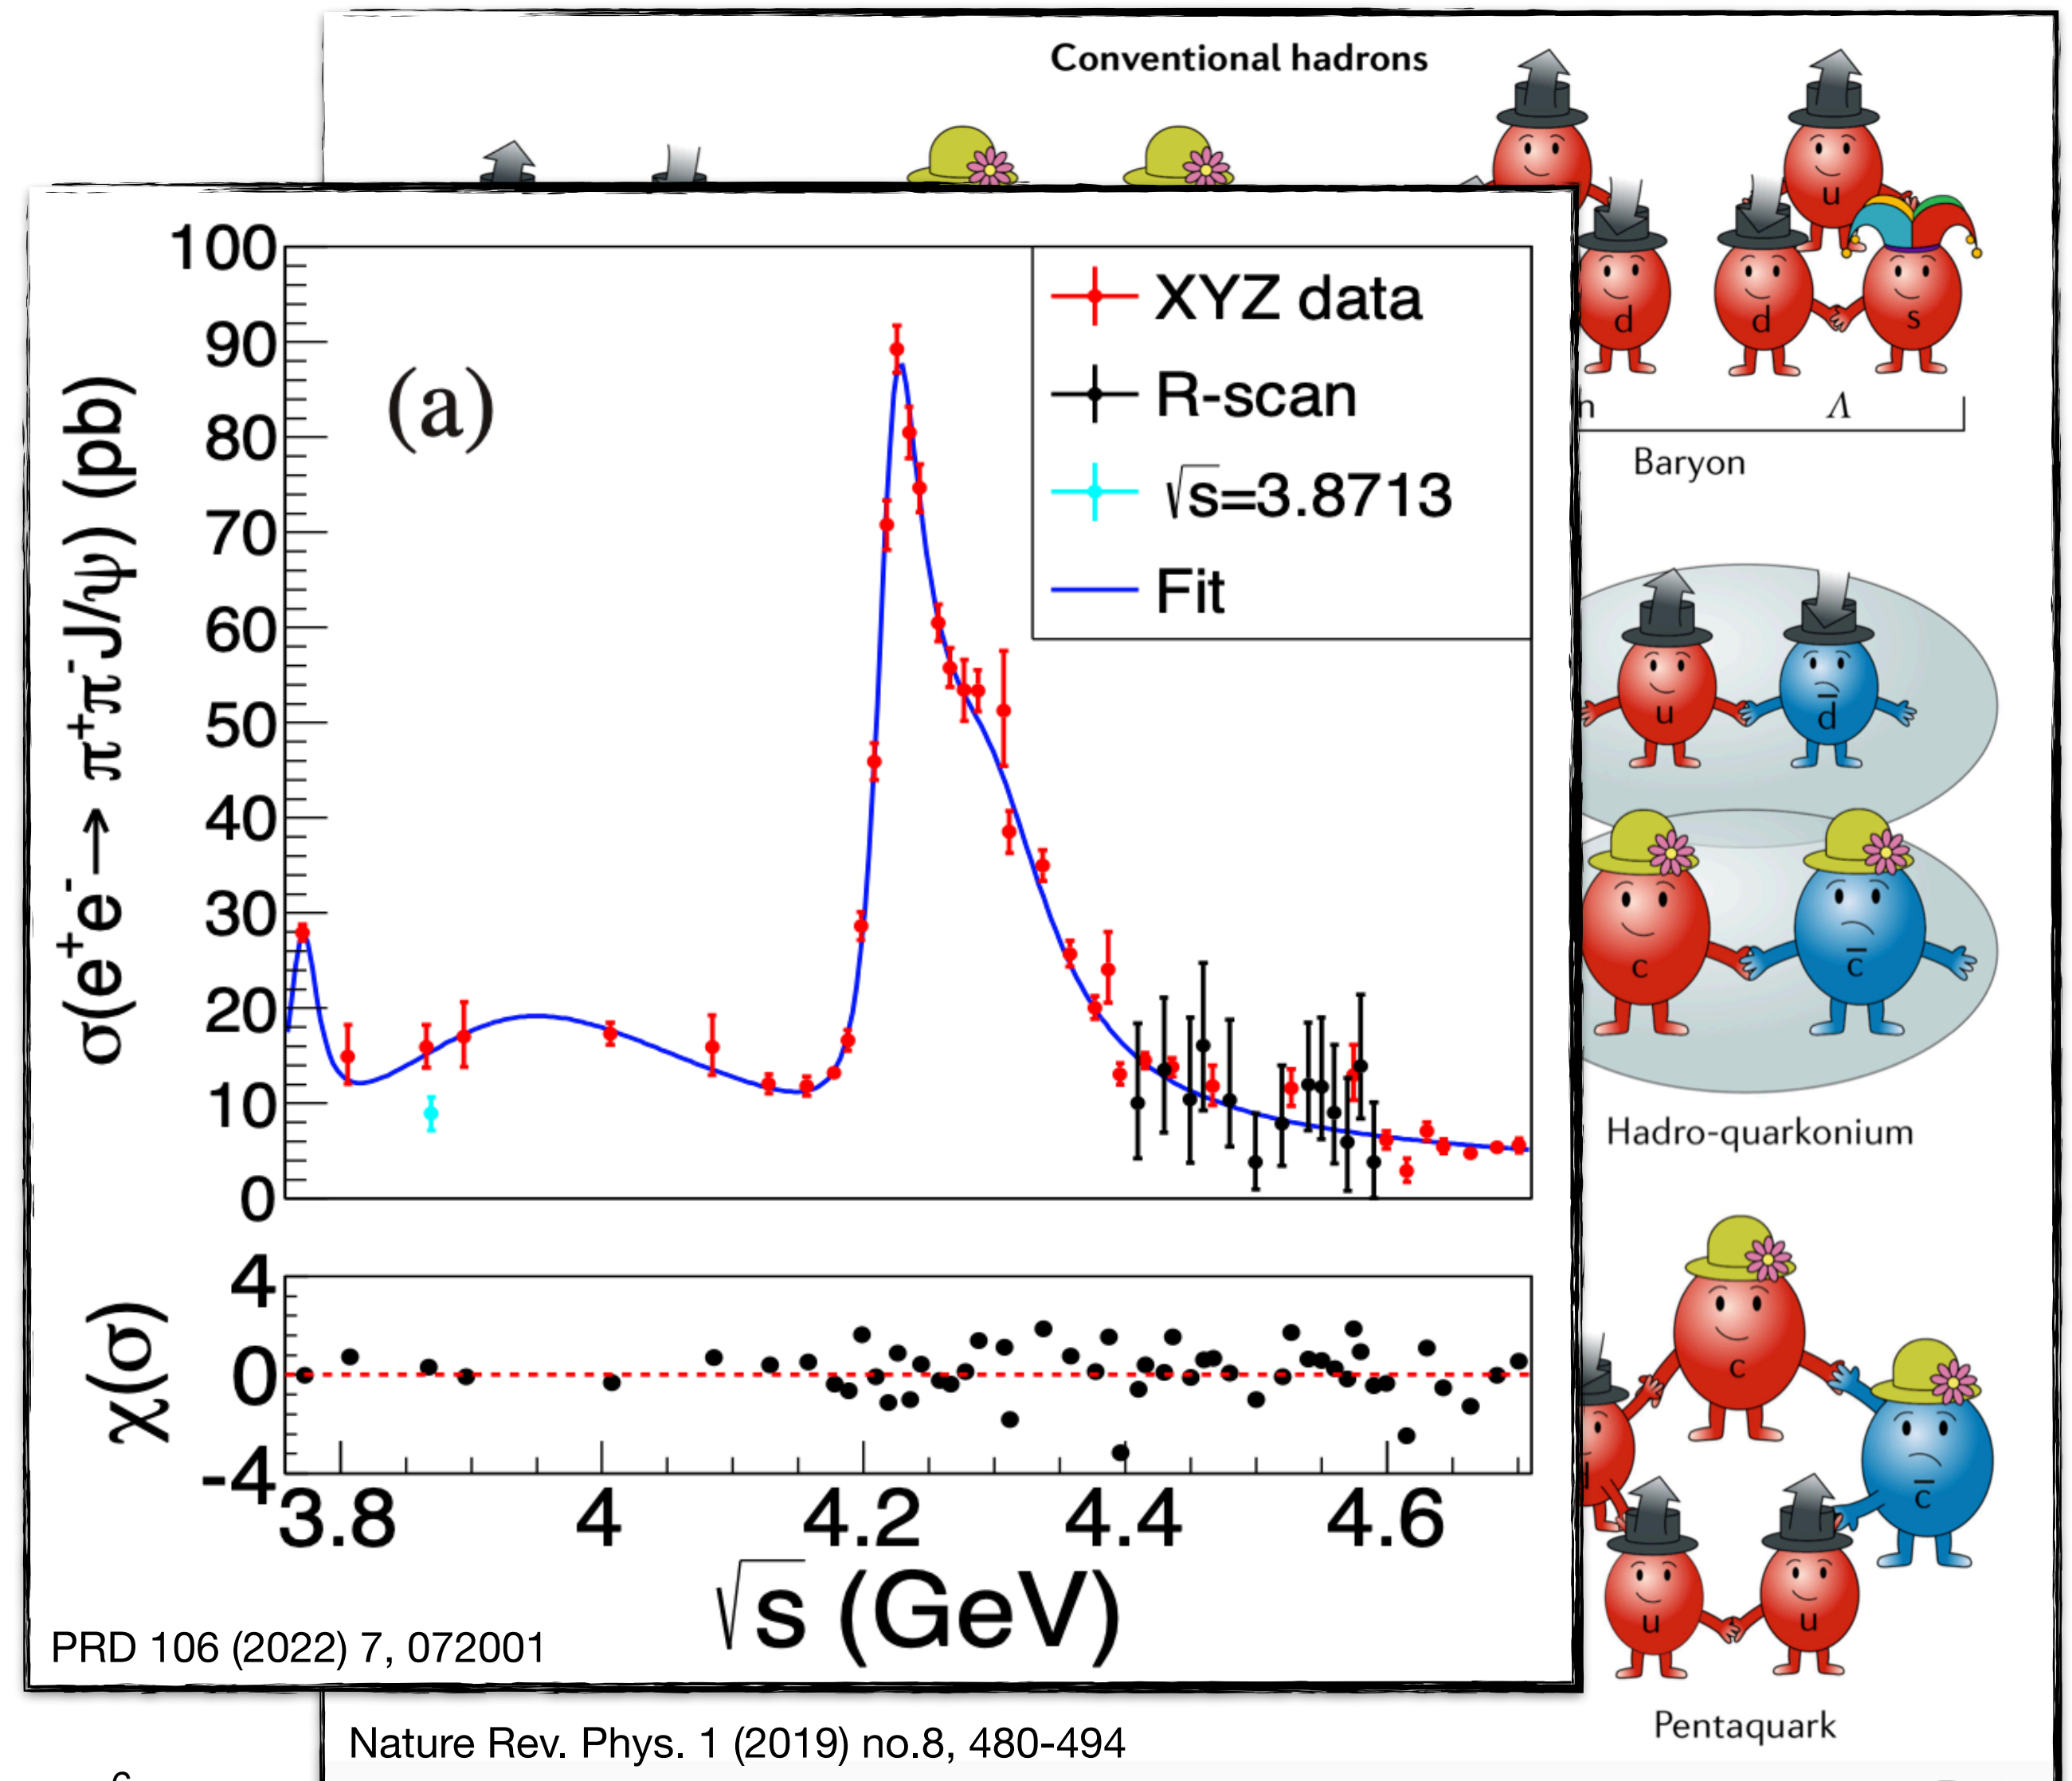 Conventional hadrons
u
d
d
s
n
Λ
Baryon
100
90
80
70
60
50
40
30
20
10
0
σ(e⁺e⁻→ π⁺π⁻J/ψ) (pb)
(a)
XYZ data
R-scan
√s=3.8713
Fit
u
d̅
c
c̅
Hadro-quarkonium
4
0
-4
χ(σ)
3.8
4
4.2
4.4
4.6
√s (GeV)
c
c̅
u
u
Pentaquark
PRD 106 (2022) 7, 072001
Nature Rev. Phys. 1 (2019) no.8, 480-494